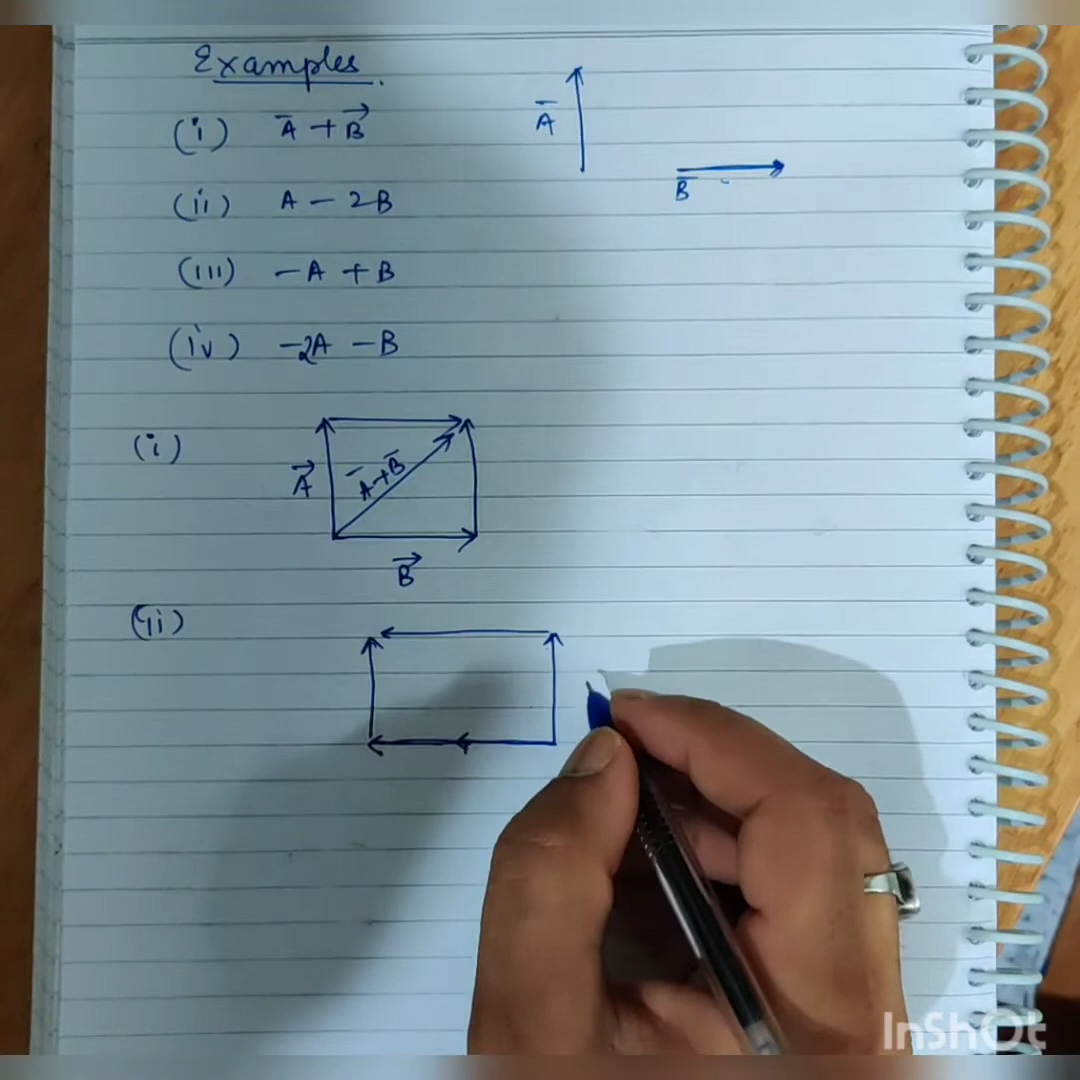 Examples.
(i) A̅ + B⃗
A̅
B̅
(ii) A - 2B
(iii) -A + B
(iv) -2A - B
(i)
A⃗
A̅+B̅
B⃗
(ii)
InShOt